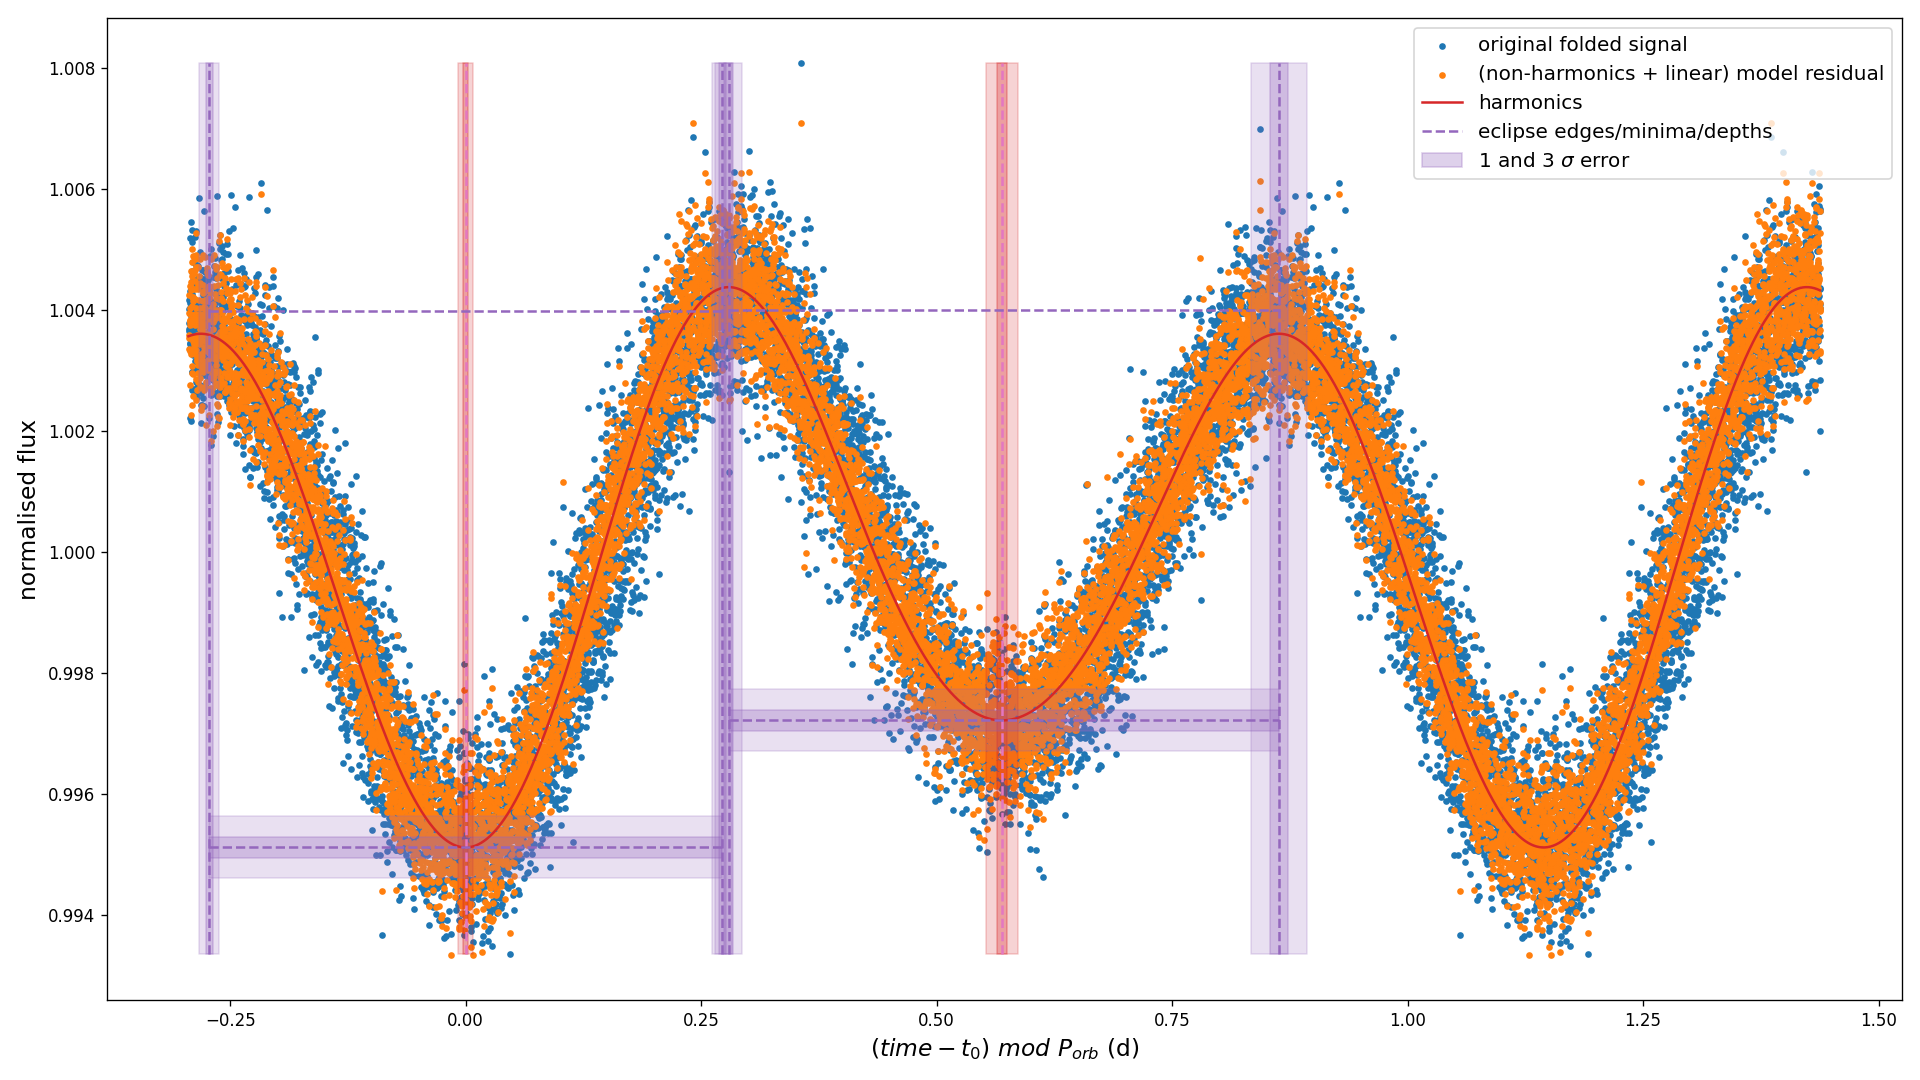 original folded signal
(non-harmonics + linear) model residual
harmonics
eclipse edges/minima/depths
1 and 3 σ error
normalised flux
1.008
1.006
1.004
1.002
1.000
0.998
0.996
0.994
−0.25
0.00
0.25
0.50
0.75
1.00
1.25
1.50
(time − t₀) mod P_orb (d)